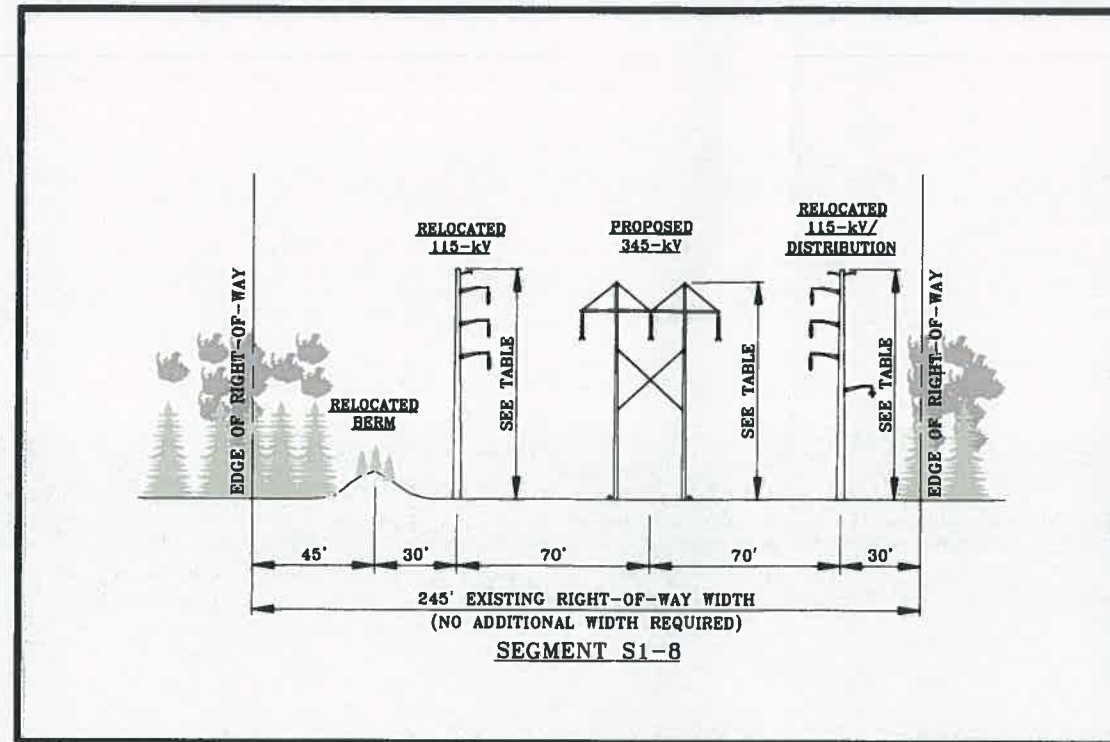 RELOCATED
115-kV
PROPOSED
345-kV
RELOCATED
115-kV/
DISTRIBUTION
EDGE OF RIGHT-OF-WAY
RELOCATED
BERM
SEE TABLE
SEE TABLE
SEE TABLE
EDGE OF RIGHT-OF-WAY
45' 30' 70' 70' 30'
245' EXISTING RIGHT-OF-WAY WIDTH
(NO ADDITIONAL WIDTH REQUIRED)
SEGMENT S1-8